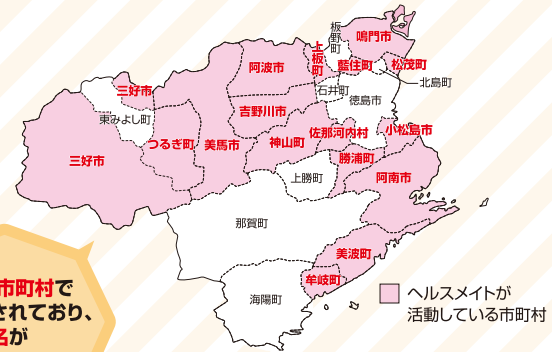 板野町
鳴門市
上板町
藍住町
松茂町
北島町
阿波市
石井町
徳島市
三好市
東みよし町
吉野川市
佐那河内村
小松島市
つるぎ町
美馬市
神山町
勝浦町
三好市
上勝町
阿南市
那賀町
美波町
牟岐町
海陽町
ヘルスメイトが
活動している市町村
市町村で
されており、
名が